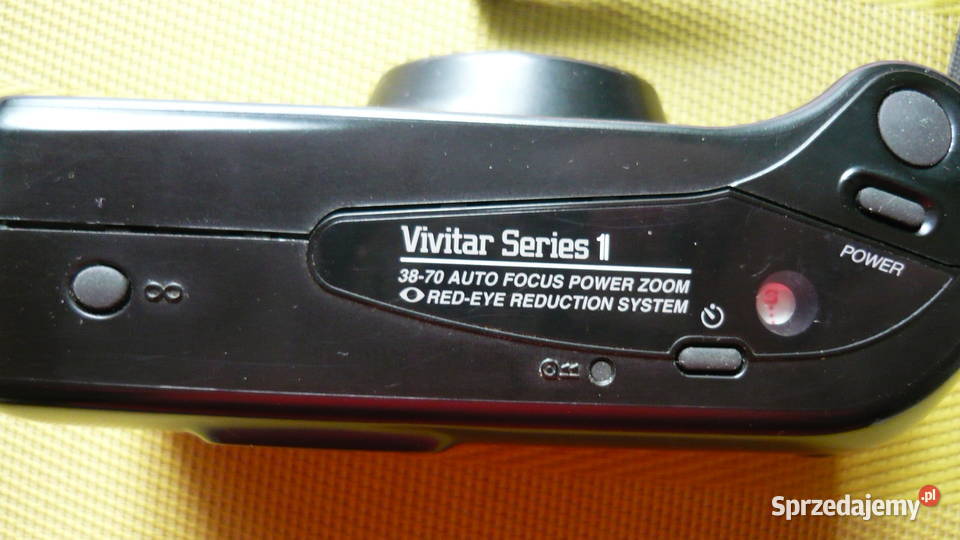 Vivitar Series 1
38-70 AUTO FOCUS POWER ZOOM
RED-EYE REDUCTION SYSTEM
POWER
∞
R
Sprzedajemy.pl